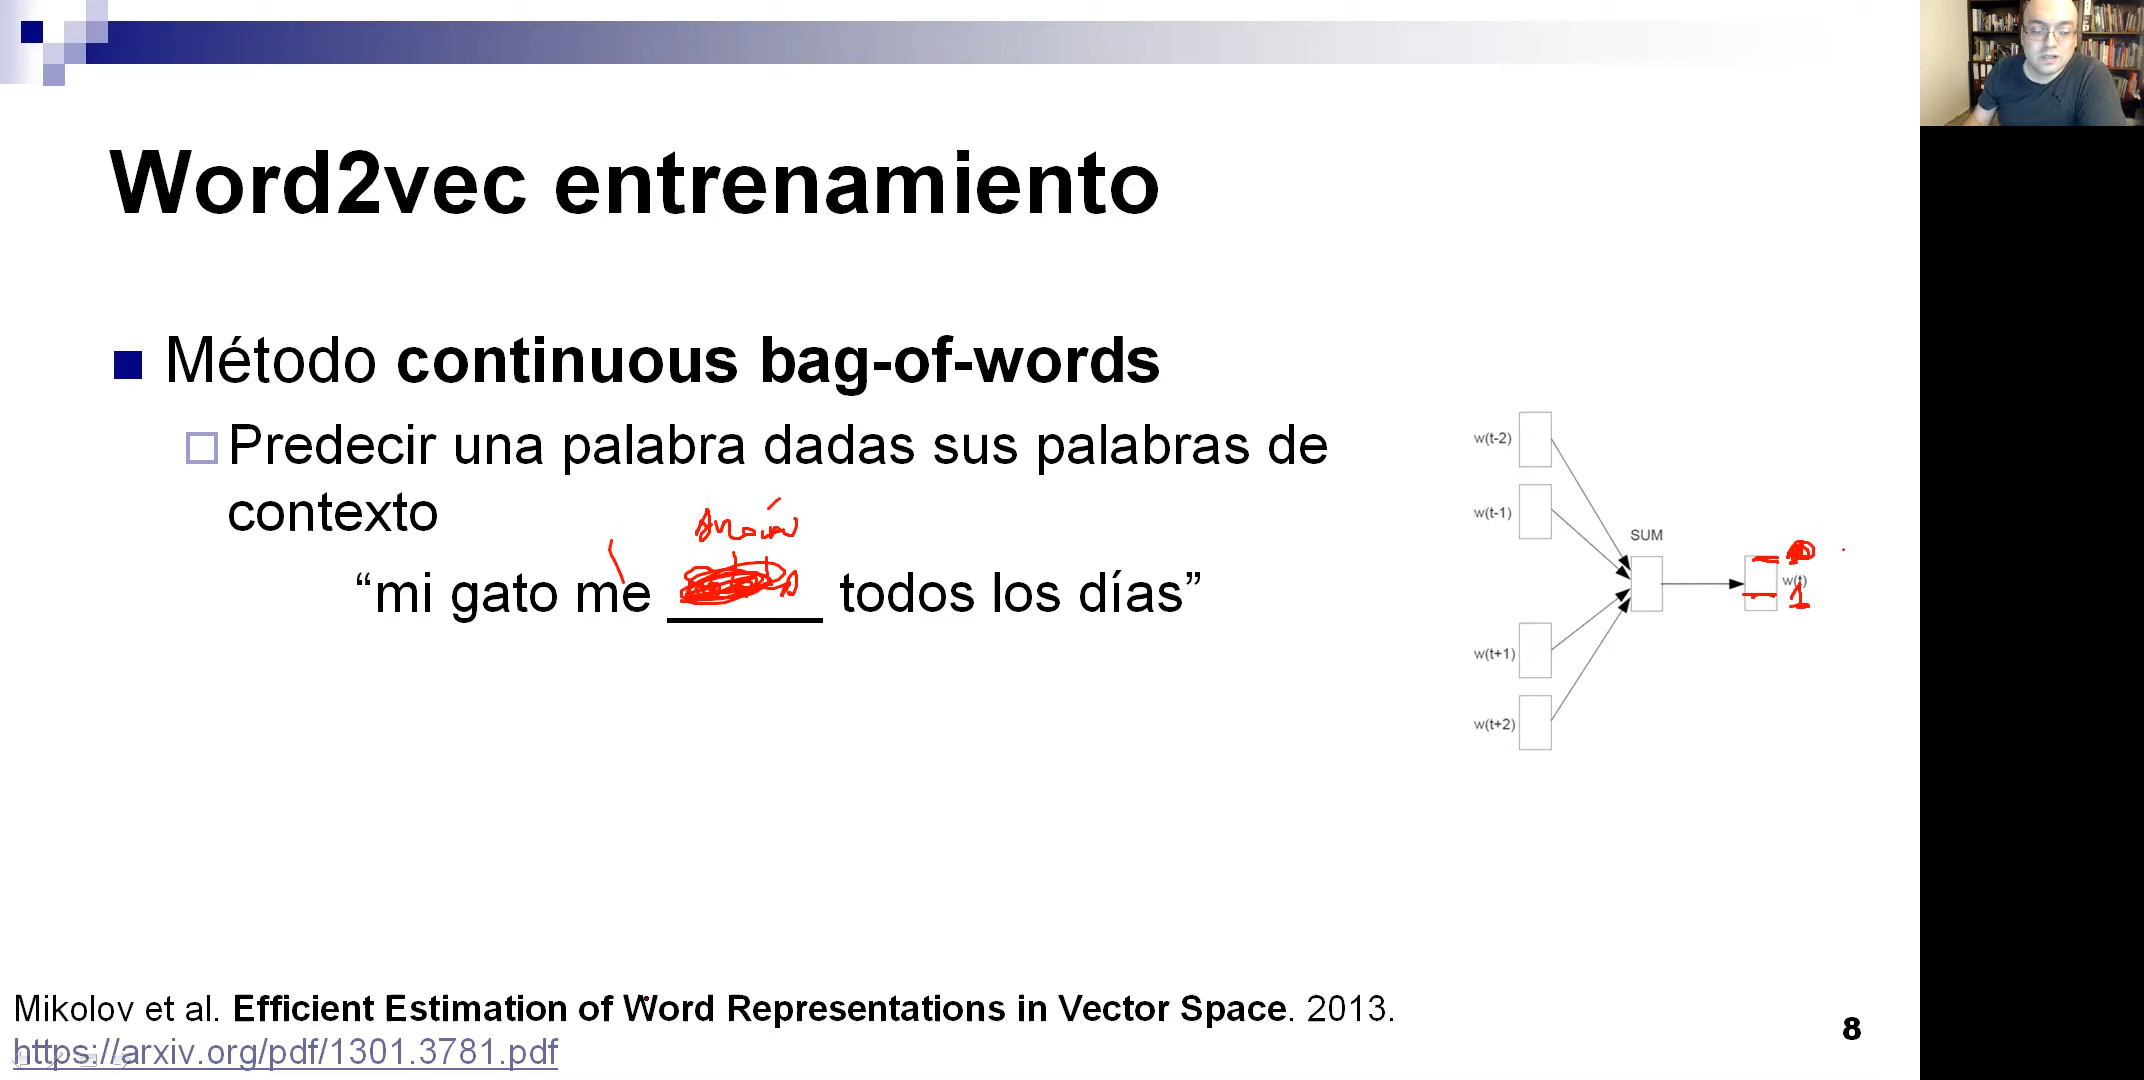 Word2vec entrenamiento
Método continuous bag-of-words
Predecir una palabra dadas sus palabras de
contexto
“mi gato me ______ todos los días”
w(t-2)
w(t-1)
SUM
w(t)
1
w(t+1)
w(t+2)
Mikolov et al. Efficient Estimation of Word Representations in Vector Space. 2013.
https://arxiv.org/pdf/1301.3781.pdf
8